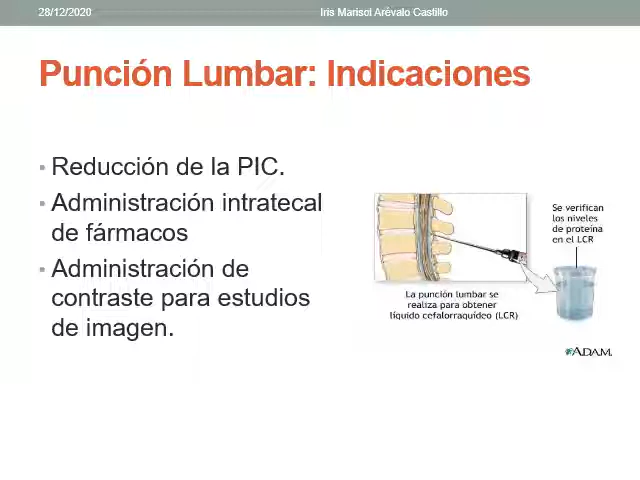 28/12/2020
Iris Marisol Arévalo Castillo
Punción Lumbar: Indicaciones
• Reducción de la PIC.
• Administración intratecal
de fármacos
• Administración de
contraste para estudios
de imagen.
Se verifican
los niveles
de proteína
en el LCR
La punción lumbar se
realiza para obtener
líquido cefalorraquídeo (LCR)
ADAM.